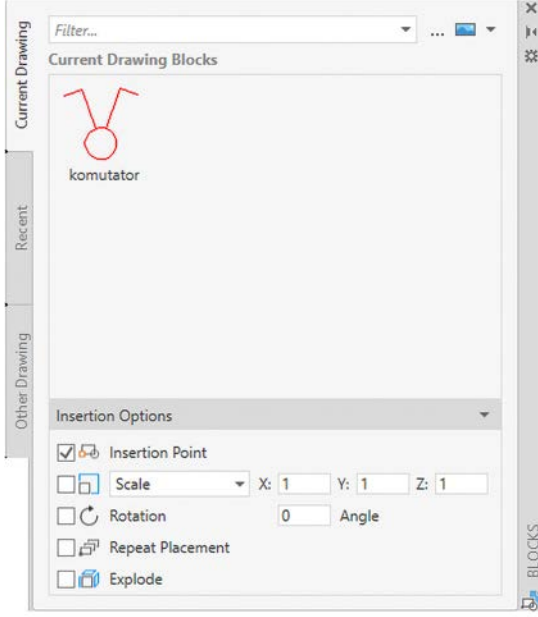 Current Drawing
Recent
Other Drawing
Filter...
...
Current Drawing Blocks
komutator
Insertion Options
Insertion Point
Scale X: 1 Y: 1 Z: 1
Rotation 0 Angle
Repeat Placement
Explode
BLOCKS